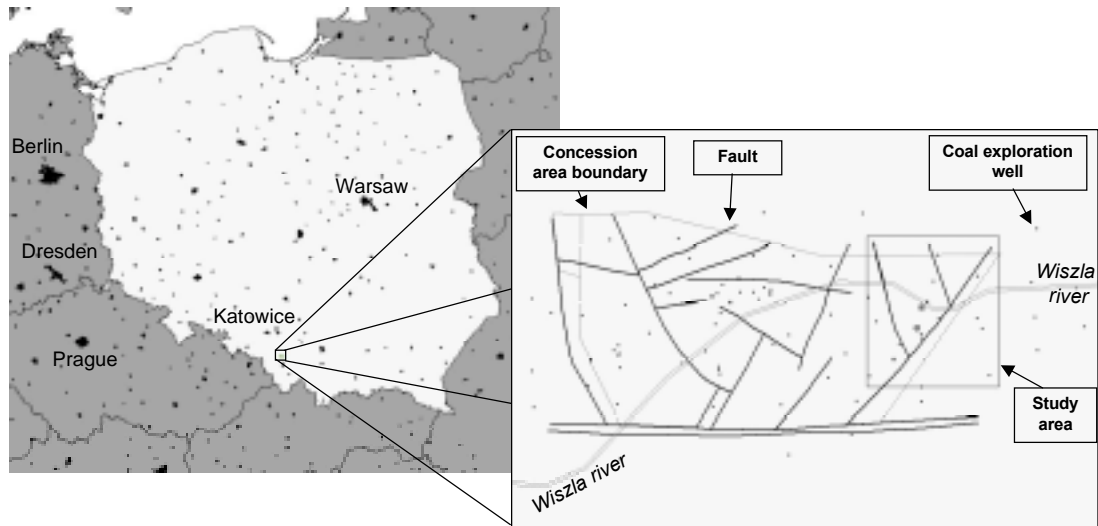 Berlin
Warsaw
Dresden
Katowice
Prague
Concession
area boundary
Fault
Coal exploration
well
Wiszla
river
Study
area
Wiszla river